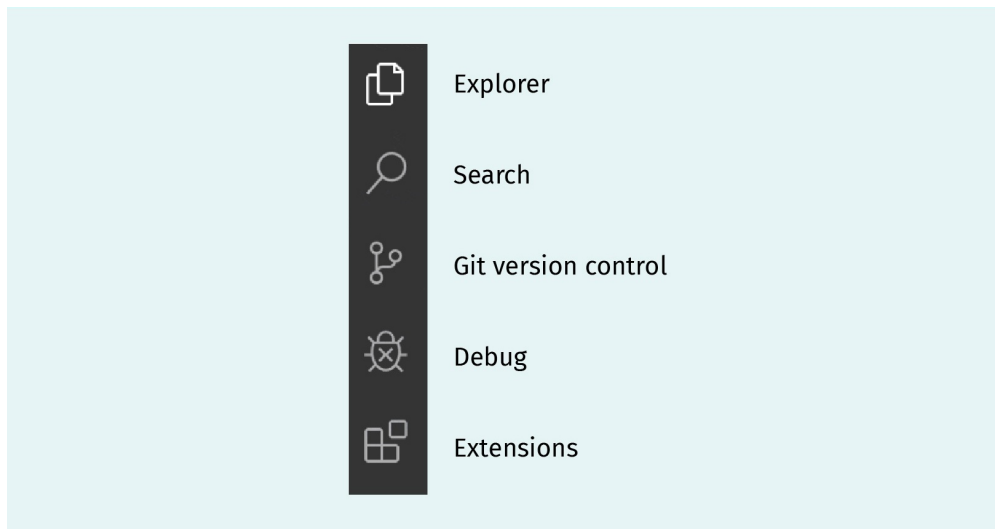 Explorer
Search
Git version control
Debug
Extensions